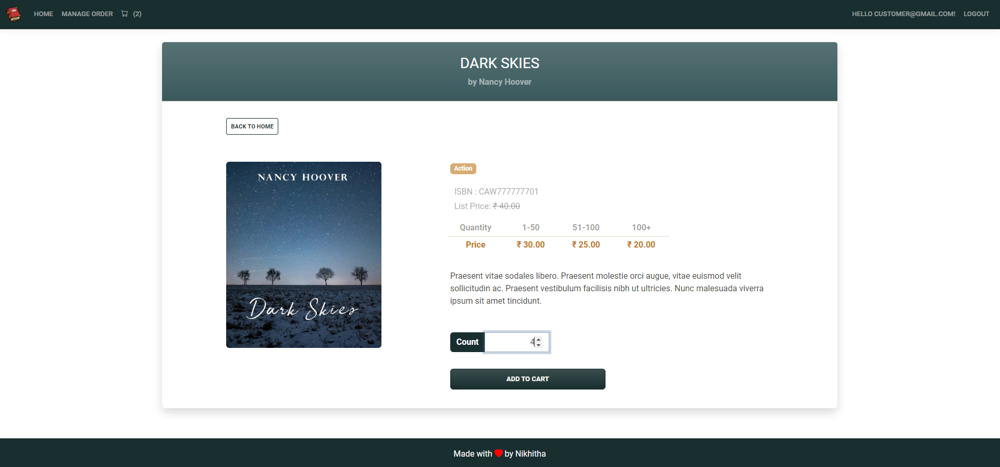 HOME MANAGE ORDER (2) HELLO CUSTOMER@GMAIL.COM! LOGOUT
DARK SKIES
by Nancy Hoover
BACK TO HOME
NANCY HOOVER
Dark Skies
Action
ISBN : CAW777777701
List Price: ₹ 40.00
Quantity 1-50 51-100 100+
Price ₹ 30.00 ₹ 25.00 ₹ 20.00
Praesent vitae sodales libero. Praesent molestie orci augue, vitae euismod velit
sollicitudin ac. Praesent vestibulum facilisis nibh ut ultricies. Nunc malesuada viverra
ipsum sit amet tincidunt.
Count 4
ADD TO CART
Made with ❤ by Nikhitha